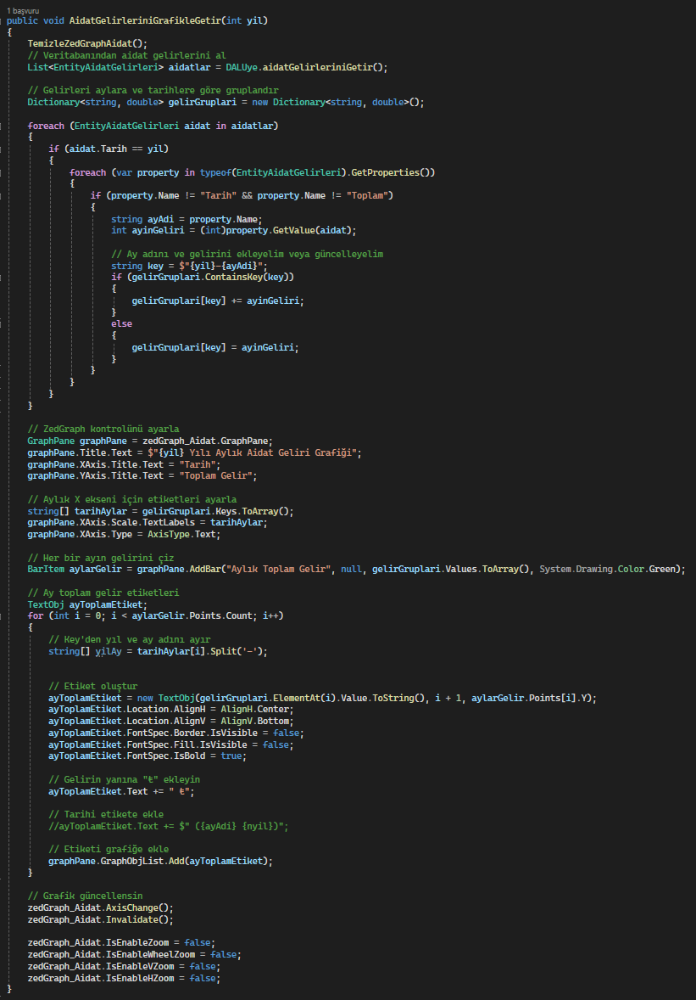 1 başvuru
public void AidatGelirleriniGrafikleGetir(int yil)
{
    TemizleZedGraphAidat();
    // Veritabanından aidat gelirlerini al
    List<EntityAidatGelirleri> aidatlar = DALUye.aidatGelirleriniGetir();

    // Gelirleri aylara ve tarihlere göre gruplandır
    Dictionary<string, double> gelirGruplari = new Dictionary<string, double>();

    foreach (EntityAidatGelirleri aidat in aidatlar)
    {
        if (aidat.Tarih == yil)
        {
            foreach (var property in typeof(EntityAidatGelirleri).GetProperties())
            {
                if (property.Name != "Tarih" && property.Name != "Toplam")
                {
                    string ayAdi = property.Name;
                    int ayinGeliri = (int)property.GetValue(aidat);

                    // Ay adını ve gelirini ekleyelim veya güncelleyelim
                    string key = $"{yil}-{ayAdi}";
                    if (gelirGruplari.ContainsKey(key))
                    {
                        gelirGruplari[key] += ayinGeliri;
                    }
                    else
                    {
                        gelirGruplari[key] = ayinGeliri;
                    }
                }
            }
        }
    }

    // ZedGraph kontrolünü ayarla
    GraphPane graphPane = zedGraph_Aidat.GraphPane;
    graphPane.Title.Text = $"{yil} Yılı Aylık Aidat Geliri Grafiği";
    graphPane.XAxis.Title.Text = "Tarih";
    graphPane.YAxis.Title.Text = "Toplam Gelir";

    // Aylık X ekseni için etiketleri ayarla
    string[] tarihAylar = gelirGruplari.Keys.ToArray();
    graphPane.XAxis.Scale.TextLabels = tarihAylar;
    graphPane.XAxis.Type = AxisType.Text;

    // Her bir ayın gelirini çiz
    BarItem aylarGelir = graphPane.AddBar("Aylık Toplam Gelir", null, gelirGruplari.Values.ToArray(), System.Drawing.Color.Green);

    // Ay toplam gelir etiketleri
    TextObj ayToplamEtiket;
    for (int i = 0; i < aylarGelir.Points.Count; i++)
    {
        // Key'den yıl ve ay adını ayır
        string[] yilAy = tarihAylar[i].Split('-');


        // Etiket oluştur
        ayToplamEtiket = new TextObj(gelirGruplari.ElementAt(i).Value.ToString(), i + 1, aylarGelir.Points[i].Y);
        ayToplamEtiket.Location.AlignH = AlignH.Center;
        ayToplamEtiket.Location.AlignV = AlignV.Bottom;
        ayToplamEtiket.FontSpec.Border.IsVisible = false;
        ayToplamEtiket.FontSpec.Fill.IsVisible = false;
        ayToplamEtiket.FontSpec.IsBold = true;

        // Gelirin yanına "₺" ekleyin
        ayToplamEtiket.Text += " ₺";

        // Tarihi etikete ekle
        //ayToplamEtiket.Text += $" ({ayAdi} {nyil})";

        // Etiketi grafiğe ekle
        graphPane.GraphObjList.Add(ayToplamEtiket);
    }

    // Grafik güncellensin
    zedGraph_Aidat.AxisChange();
    zedGraph_Aidat.Invalidate();

    zedGraph_Aidat.IsEnableZoom = false;
    zedGraph_Aidat.IsEnableWheelZoom = false;
    zedGraph_Aidat.IsEnableVZoom = false;
    zedGraph_Aidat.IsEnableHZoom = false;
}